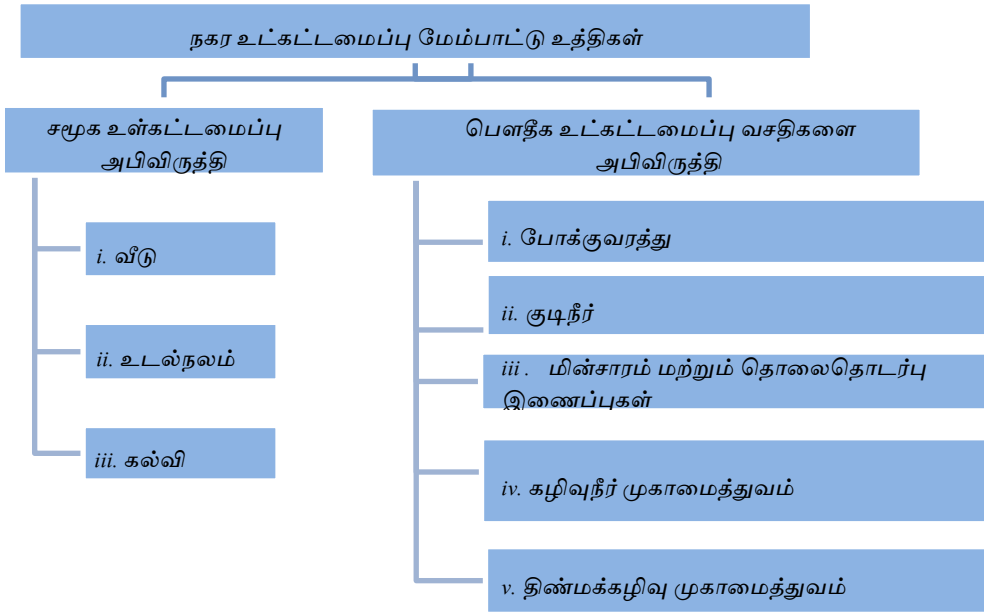 நகர உட்கட்டமைப்பு மேம்பாட்டு உத்திகள்
சமூக உள்கட்டமைப்பு
அபிவிருத்தி
i. வீடு
ii. உடல்நலம்
iii. கல்வி
பௌதீக உட்கட்டமைப்பு வசதிகளை
அபிவிருத்தி
i. போக்குவரத்து
ii. குடிநீர்
iii . மின்சாரம் மற்றும் தொலைதொடர்பு
இணைப்புகள்
iv. கழிவுநீர் முகாமைத்துவம்
v. திண்மக்கழிவு முகாமைத்துவம்